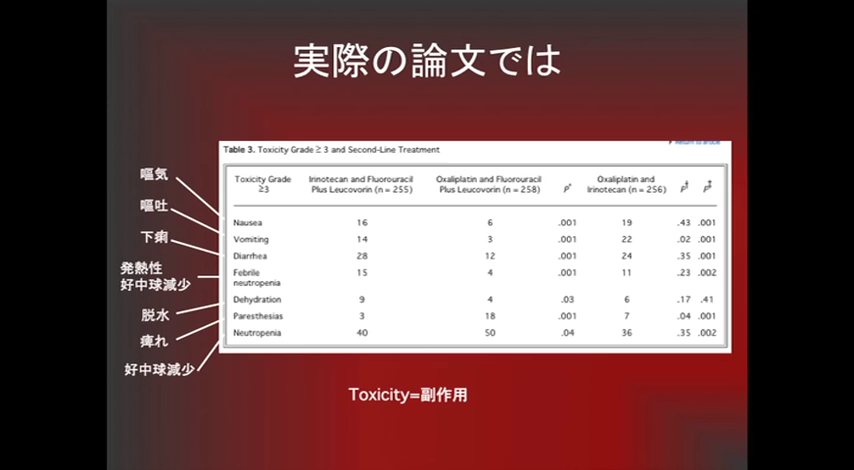 実際の論文では
Return to article
Table 3. Toxicity Grade ≥ 3 and Second-Line Treatment
Toxicity Grade ≥3 Irinotecan and Fluorouracil Plus Leucovorin (n = 255) Oxaliplatin and Fluorouracil Plus Leucovorin (n = 258) P* Oxaliplatin and Irinotecan (n = 256) P† P‡
嘔気
嘔吐
下痢
発熱性
好中球減少
脱水
痺れ
好中球減少
Nausea 16 6 .001 19 .43 .001
Vomiting 14 3 .001 22 .02 .001
Diarrhea 28 12 .001 24 .35 .001
Febrile neutropenia 15 4 .001 11 .23 .002
Dehydration 9 4 .03 6 .17 .41
Paresthesias 3 18 .001 7 .04 .001
Neutropenia 40 50 .04 36 .35 .002
Toxicity=副作用